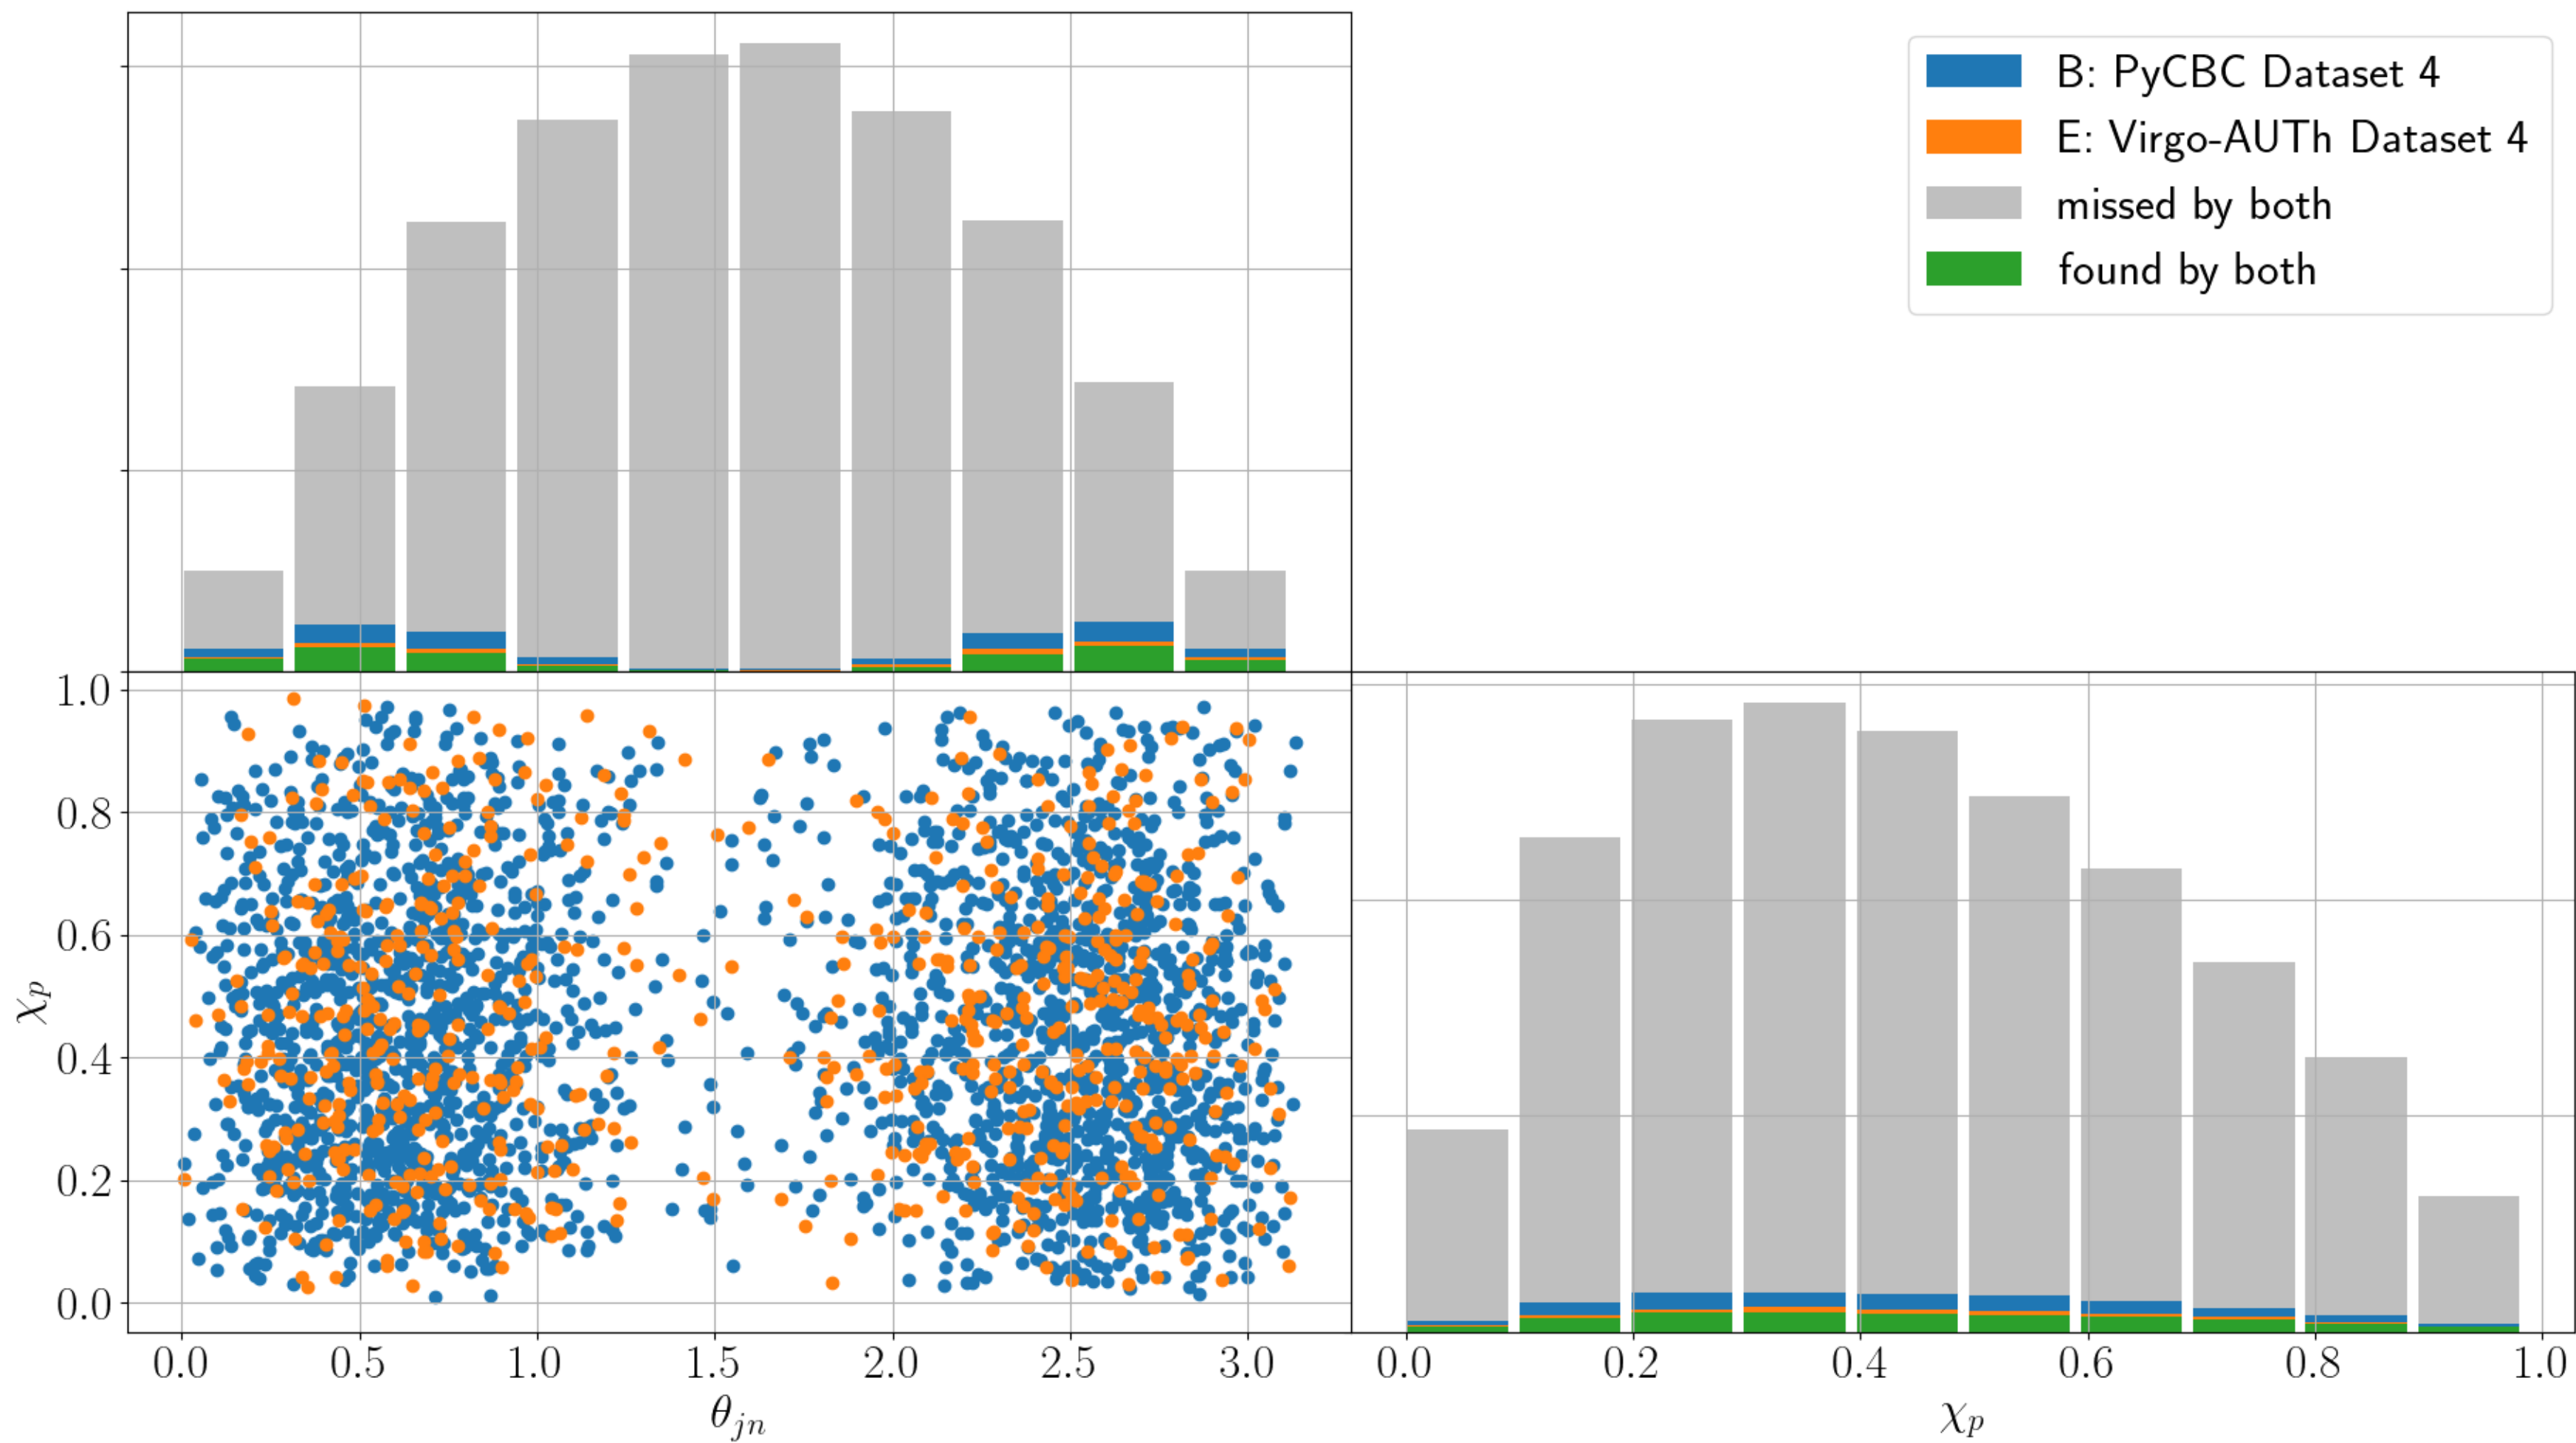 B: PyCBC Dataset 4
E: Virgo-AUTh Dataset 4
missed by both
found by both
1.0
0.8
0.6
0.4
0.2
0.0
χp
0.0 0.5 1.0 1.5 2.0 2.5 3.0
θjn
0.0 0.2 0.4 0.6 0.8 1.0
χp